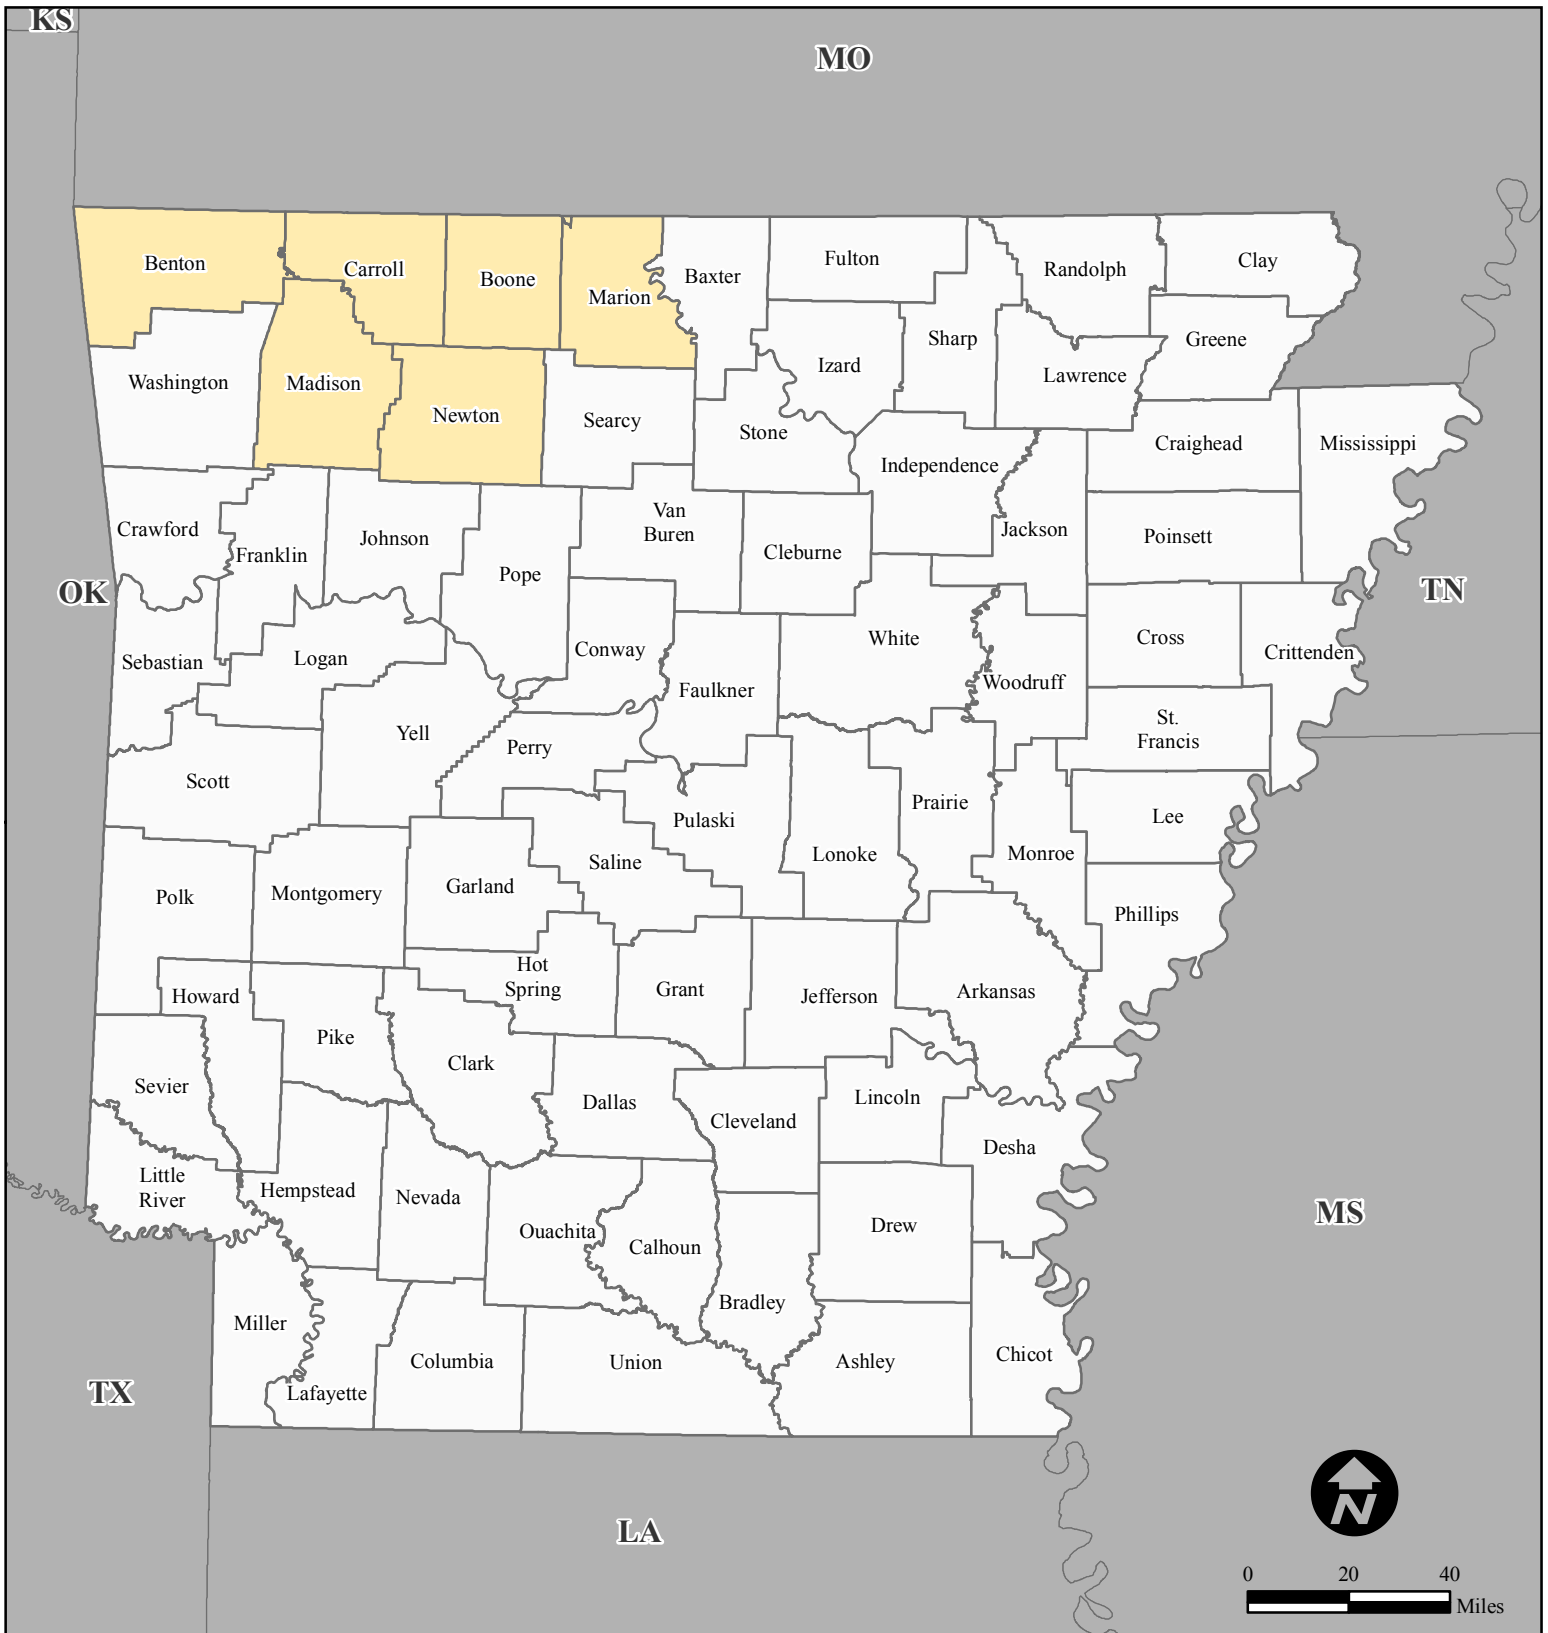 KS
MO
Benton
Carroll
Boone
Marion
Baxter
Fulton
Randolph
Clay
Washington
Madison
Newton
Searcy
Stone
Izard
Sharp
Lawrence
Greene
Independence
Craighead
Mississippi
Crawford
Franklin
Johnson
Pope
Van
Buren
Cleburne
Jackson
Poinsett
OK
TN
Sebastian
Logan
Conway
Faulkner
White
Woodruff
Cross
Crittenden
Yell
Perry
St.
Francis
Scott
Pulaski
Prairie
Lee
Saline
Lonoke
Monroe
Polk
Montgomery
Garland
Phillips
Howard
Hot
Spring
Grant
Jefferson
Arkansas
Pike
Clark
Sevier
Dallas
Cleveland
Lincoln
Desha
Little
River
Hempstead
Nevada
Ouachita
Calhoun
Drew
MS
Miller
Bradley
Lafayette
Columbia
Union
Ashley
Chicot
TX
LA
N
0 20 40
Miles